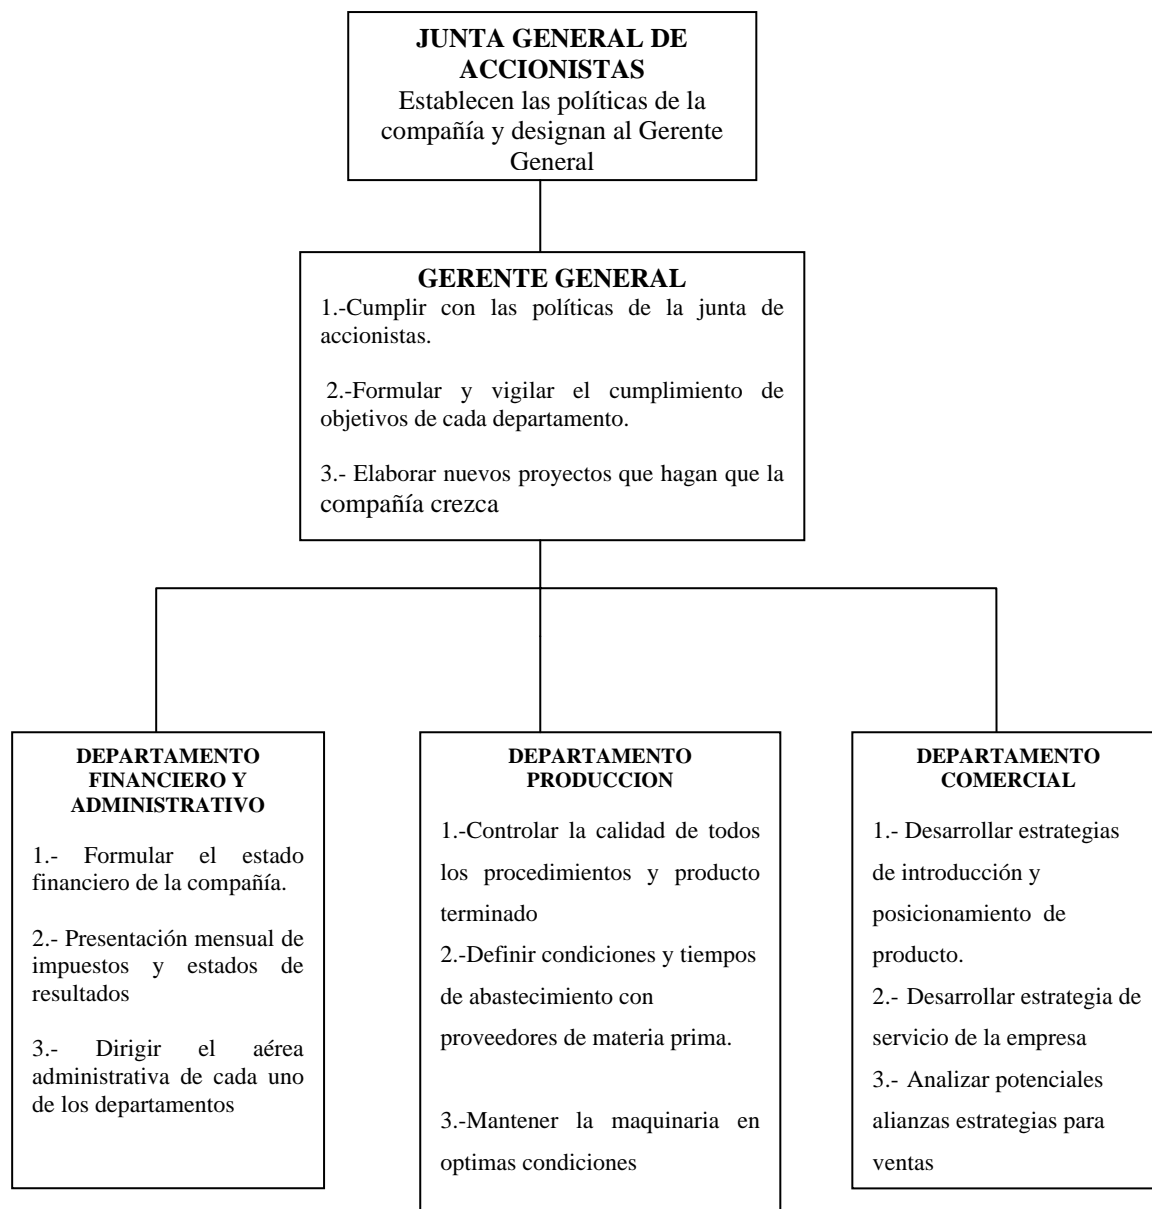 JUNTA GENERAL DE
ACCIONISTAS
Establecen las políticas de la
compañía y designan al Gerente
General
GERENTE GENERAL
1.-Cumplir con las políticas de la junta de
accionistas.
2.-Formular y vigilar el cumplimiento de
objetivos de cada departamento.
3.- Elaborar nuevos proyectos que hagan que la
compañía crezca
DEPARTAMENTO
FINANCIERO Y
ADMINISTRATIVO
1.- Formular el estado
financiero de la compañía.
2.- Presentación mensual de
impuestos y estados de
resultados
3.- Dirigir el aérea
administrativa de cada uno
de los departamentos
DEPARTAMENTO
PRODUCCION
1.-Controlar la calidad de todos
los procedimientos y producto
terminado
2.-Definir condiciones y tiempos
de abastecimiento con
proveedores de materia prima.
3.-Mantener la maquinaria en
optimas condiciones
DEPARTAMENTO
COMERCIAL
1.- Desarrollar estrategias
de introducción y
posicionamiento de
producto.
2.- Desarrollar estrategia de
servicio de la empresa
3.- Analizar potenciales
alianzas estrategias para
ventas